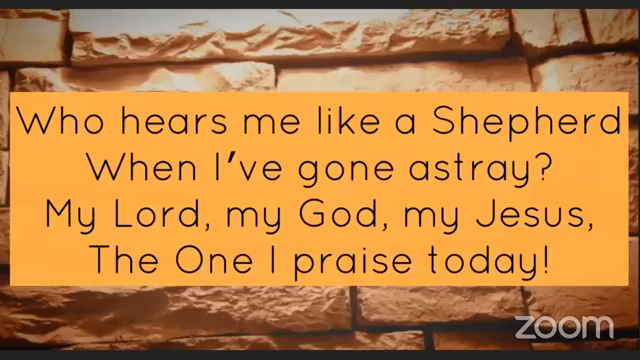 Who hears me like a Shepherd
When I've gone astray?
My Lord, my God, my Jesus,
The One I praise today!
zoom